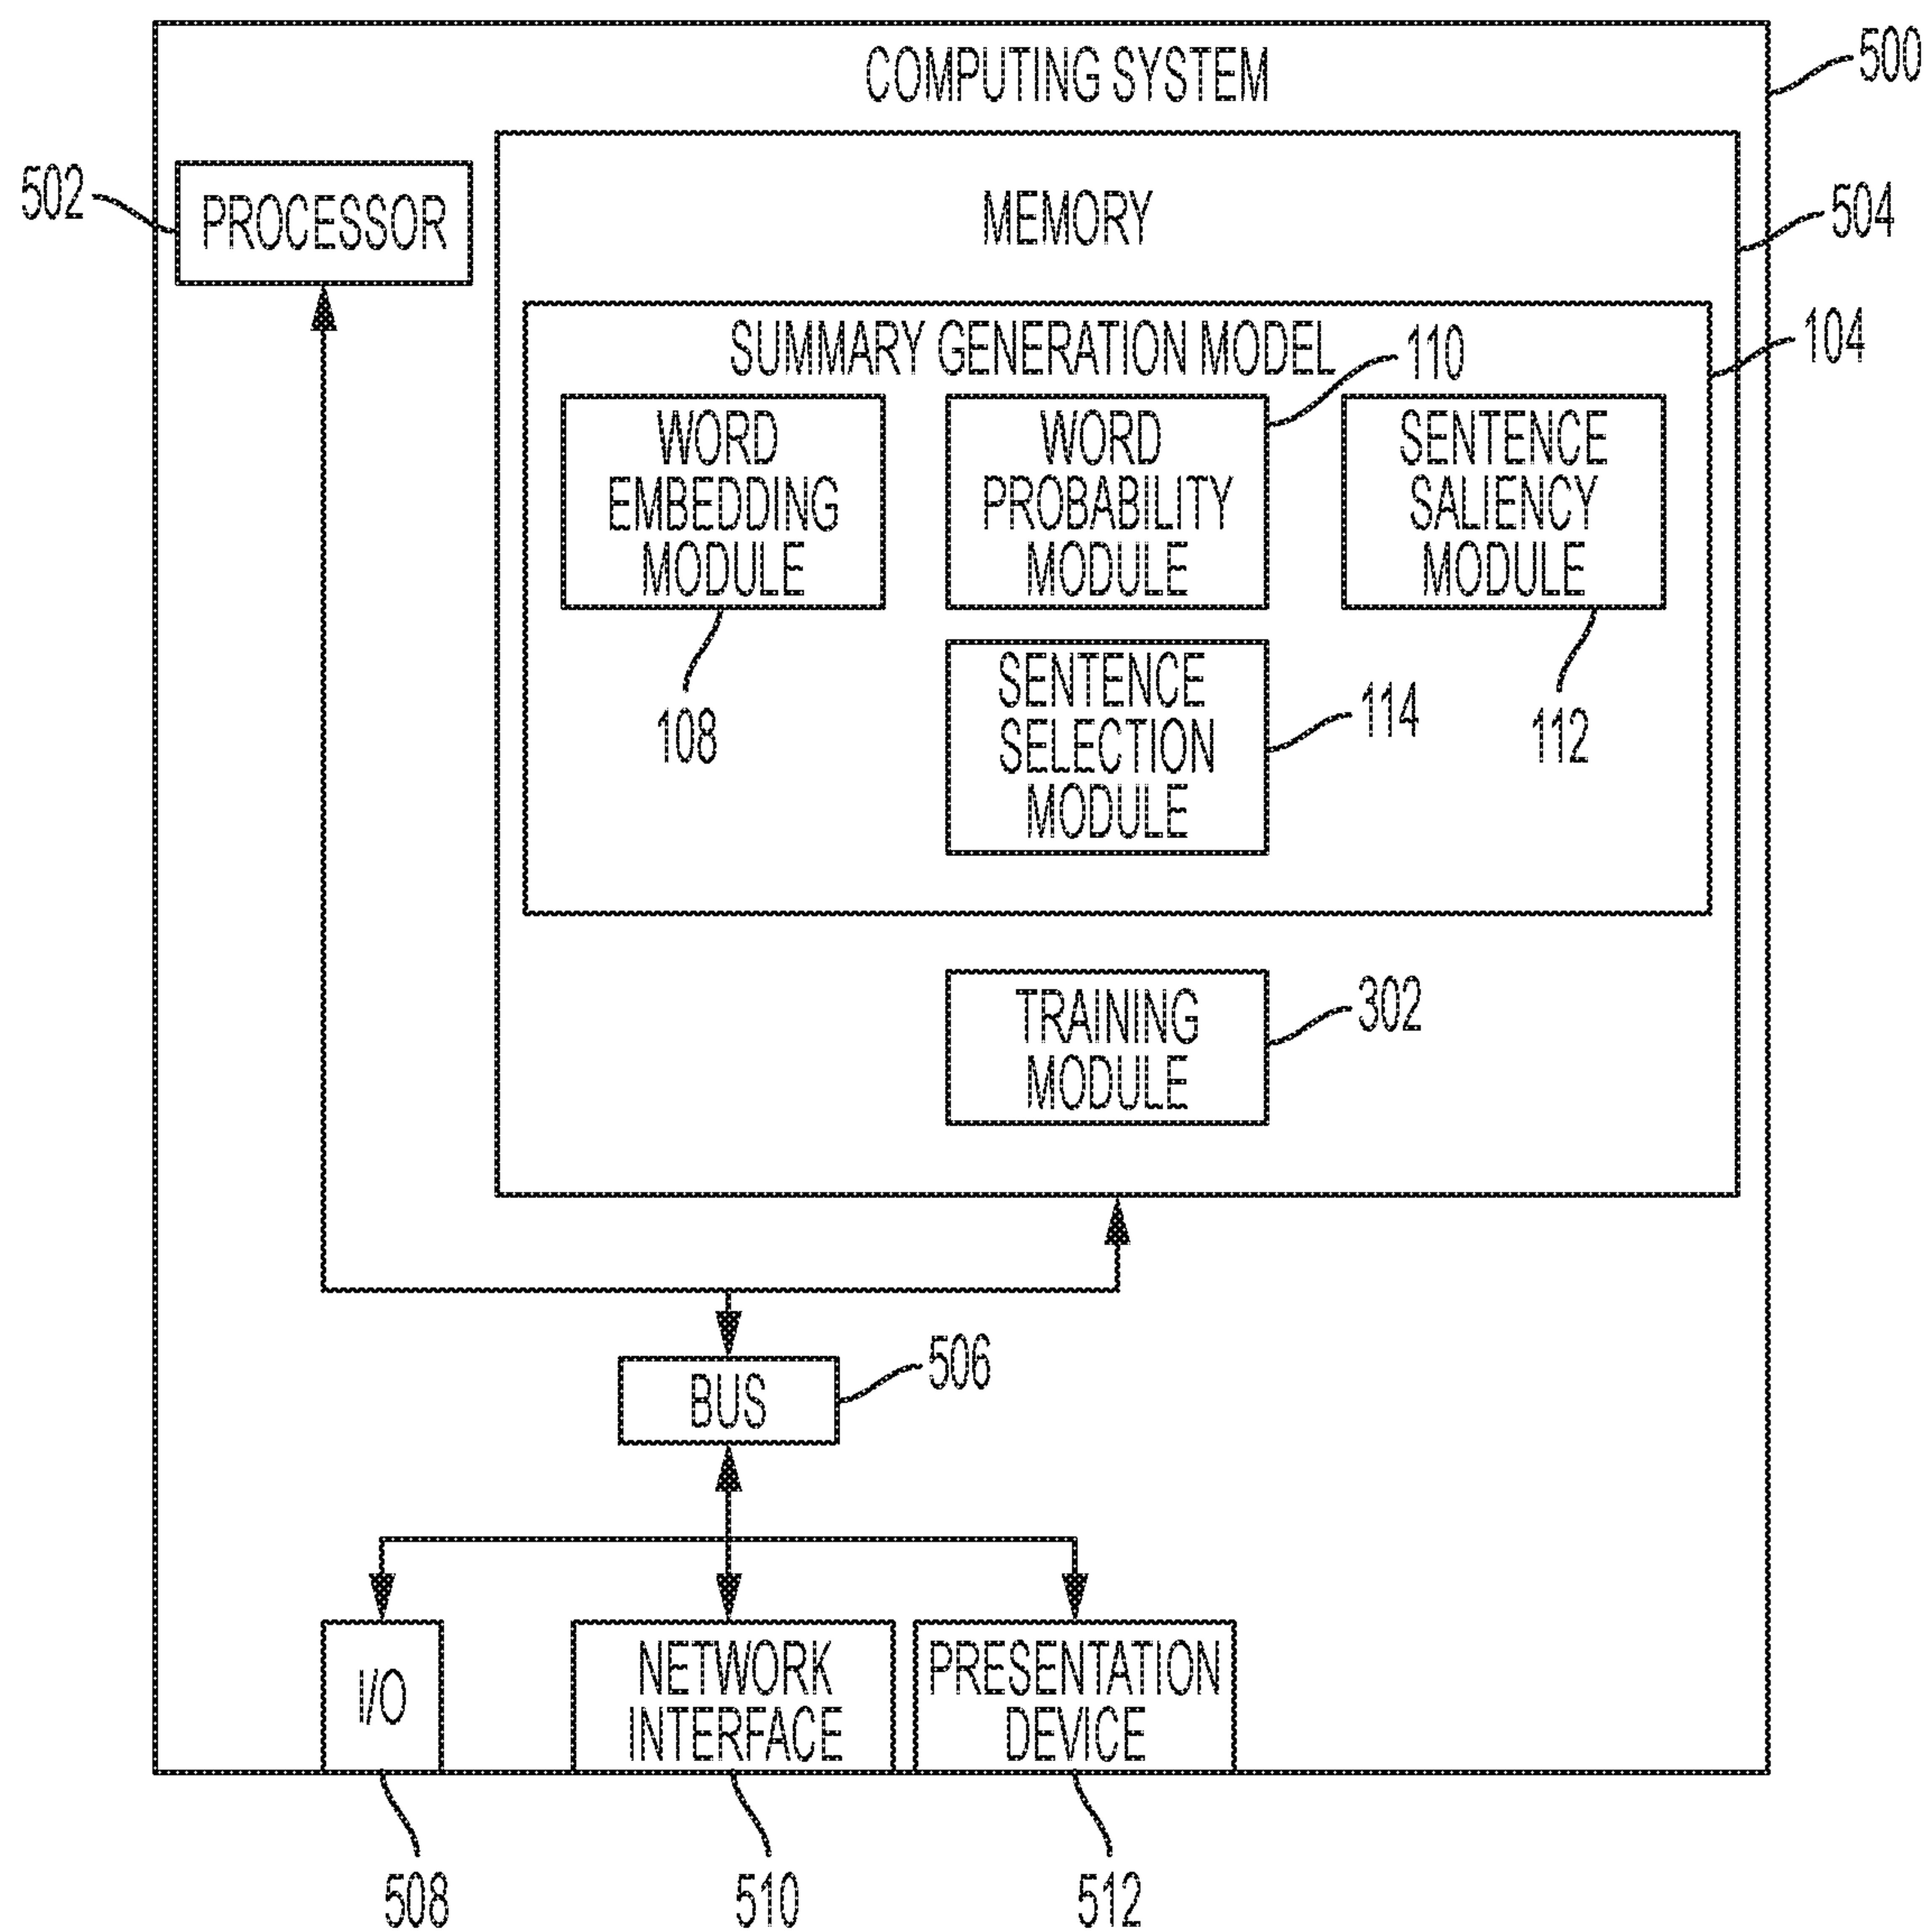 COMPUTING SYSTEM
500
502
PROCESSOR
MEMORY
504
SUMMARY GENERATION MODEL
104
110
WORD
EMBEDDING
MODULE
WORD
PROBABILITY
MODULE
SENTENCE
SALIENCY
MODULE
108
SENTENCE
SELECTION
MODULE
114
112
TRAINING
MODULE
302
BUS
506
I/O
NETWORK
INTERFACE
PRESENTATION
DEVICE
508
510
512